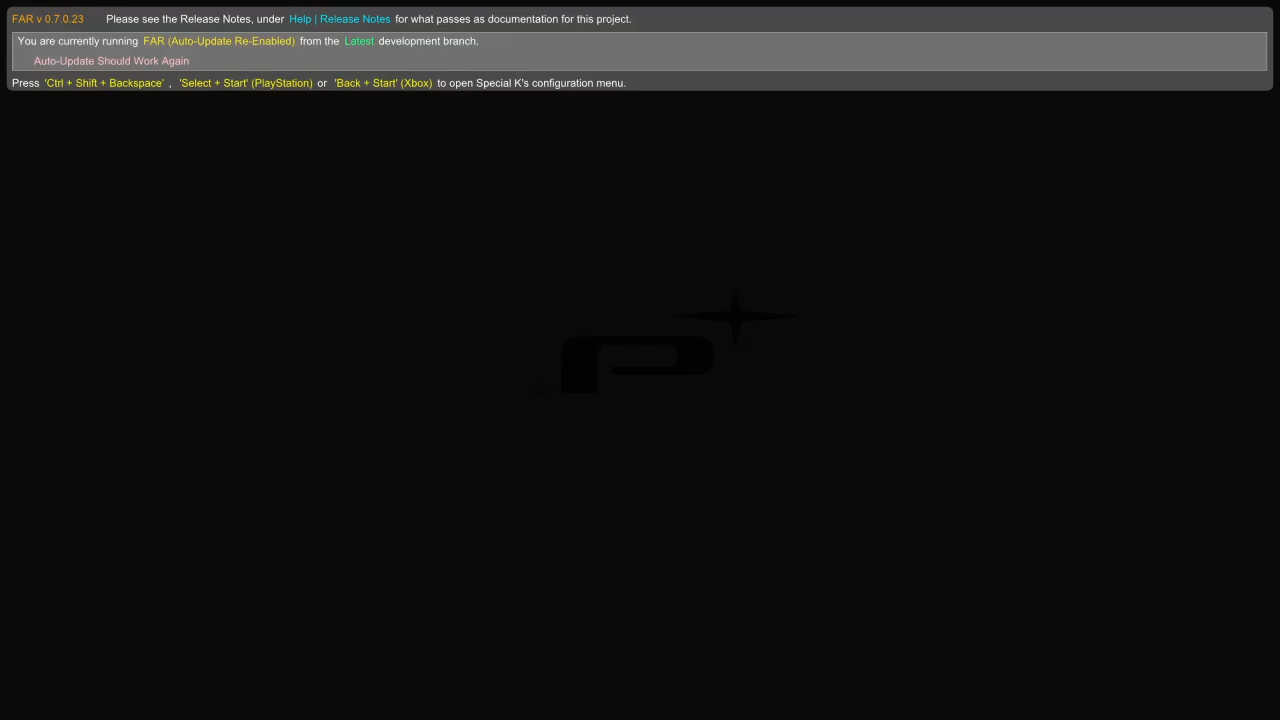 FAR v 0.7.0.23 Please see the Release Notes, under Help | Release Notes for what passes as documentation for this project.
You are currently running FAR (Auto-Update Re-Enabled) from the Latest development branch.
Auto-Update Should Work Again
Press 'Ctrl + Shift + Backspace' , 'Select + Start' (PlayStation) or 'Back + Start' (Xbox) to open Special K's configuration menu.